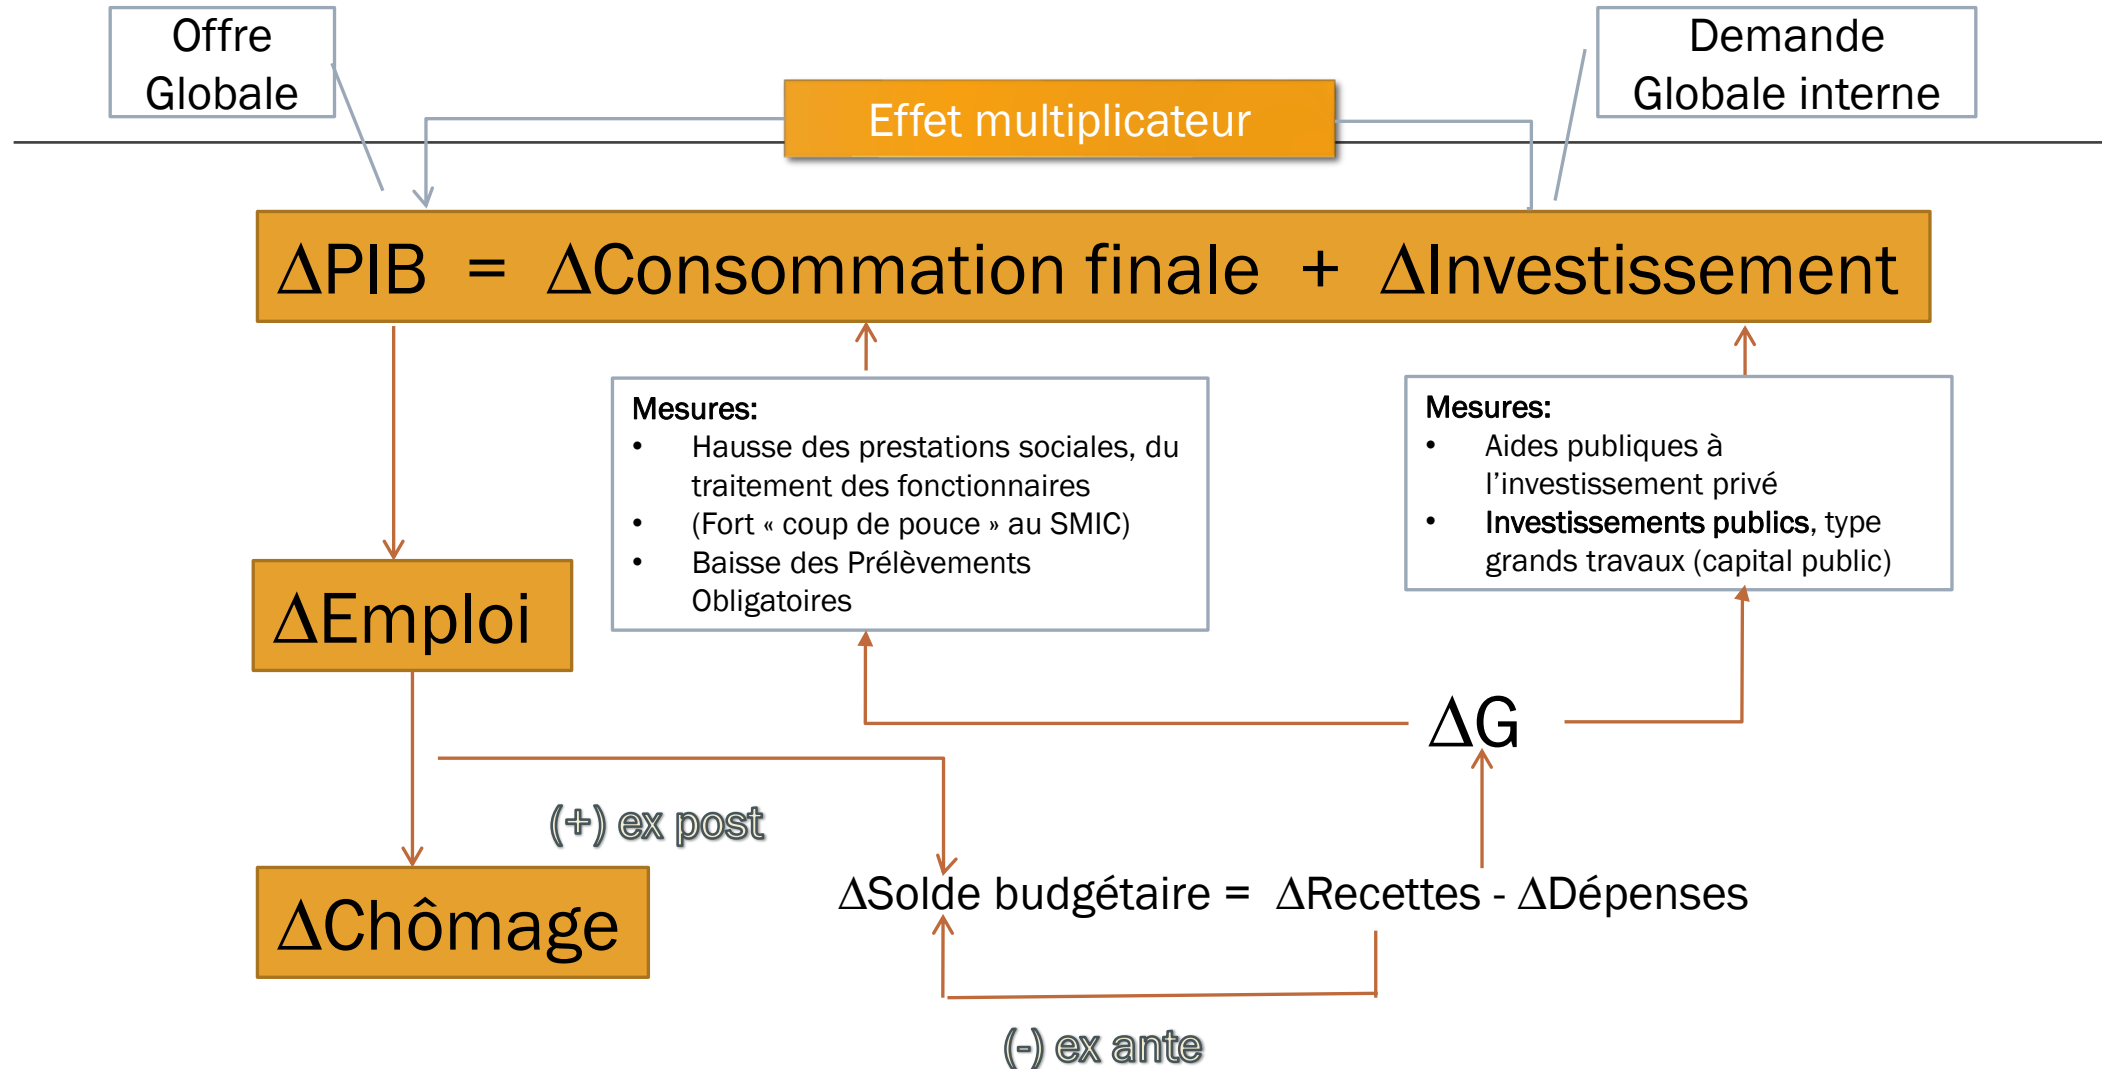 Offre
Globale
Demande
Globale interne
Effet multiplicateur
ΔPIB = ΔConsommation finale + ΔInvestissement
Mesures:
• Hausse des prestations sociales, du
traitement des fonctionnaires
• (Fort « coup de pouce » au SMIC)
• Baisse des Prélèvements
Obligatoires
Mesures:
• Aides publiques à
l’investissement privé
• Investissements publics, type
grands travaux (capital public)
ΔEmploi
ΔG
(+) ex post
ΔSolde budgétaire = ΔRecettes - ΔDépenses
ΔChômage
(-) ex ante